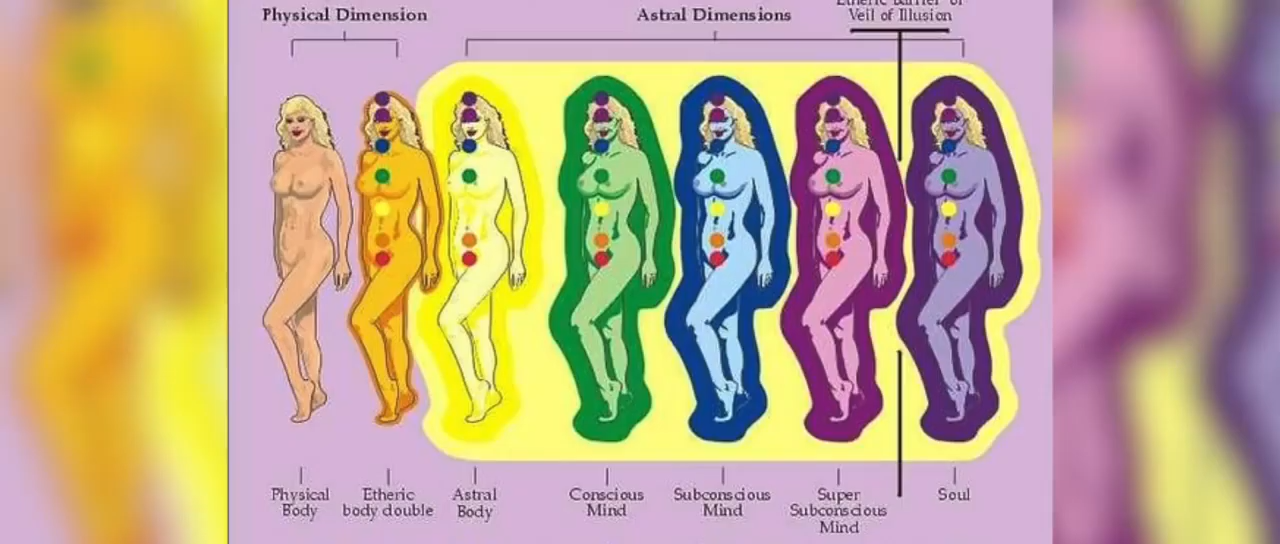 Physical Dimension
Astral Dimensions
Veil of Illusion
Physical
Body
Etheric
body double
Astral
Body
Conscious
Mind
Subconscious
Mind
Super
Subconscious
Mind
Soul